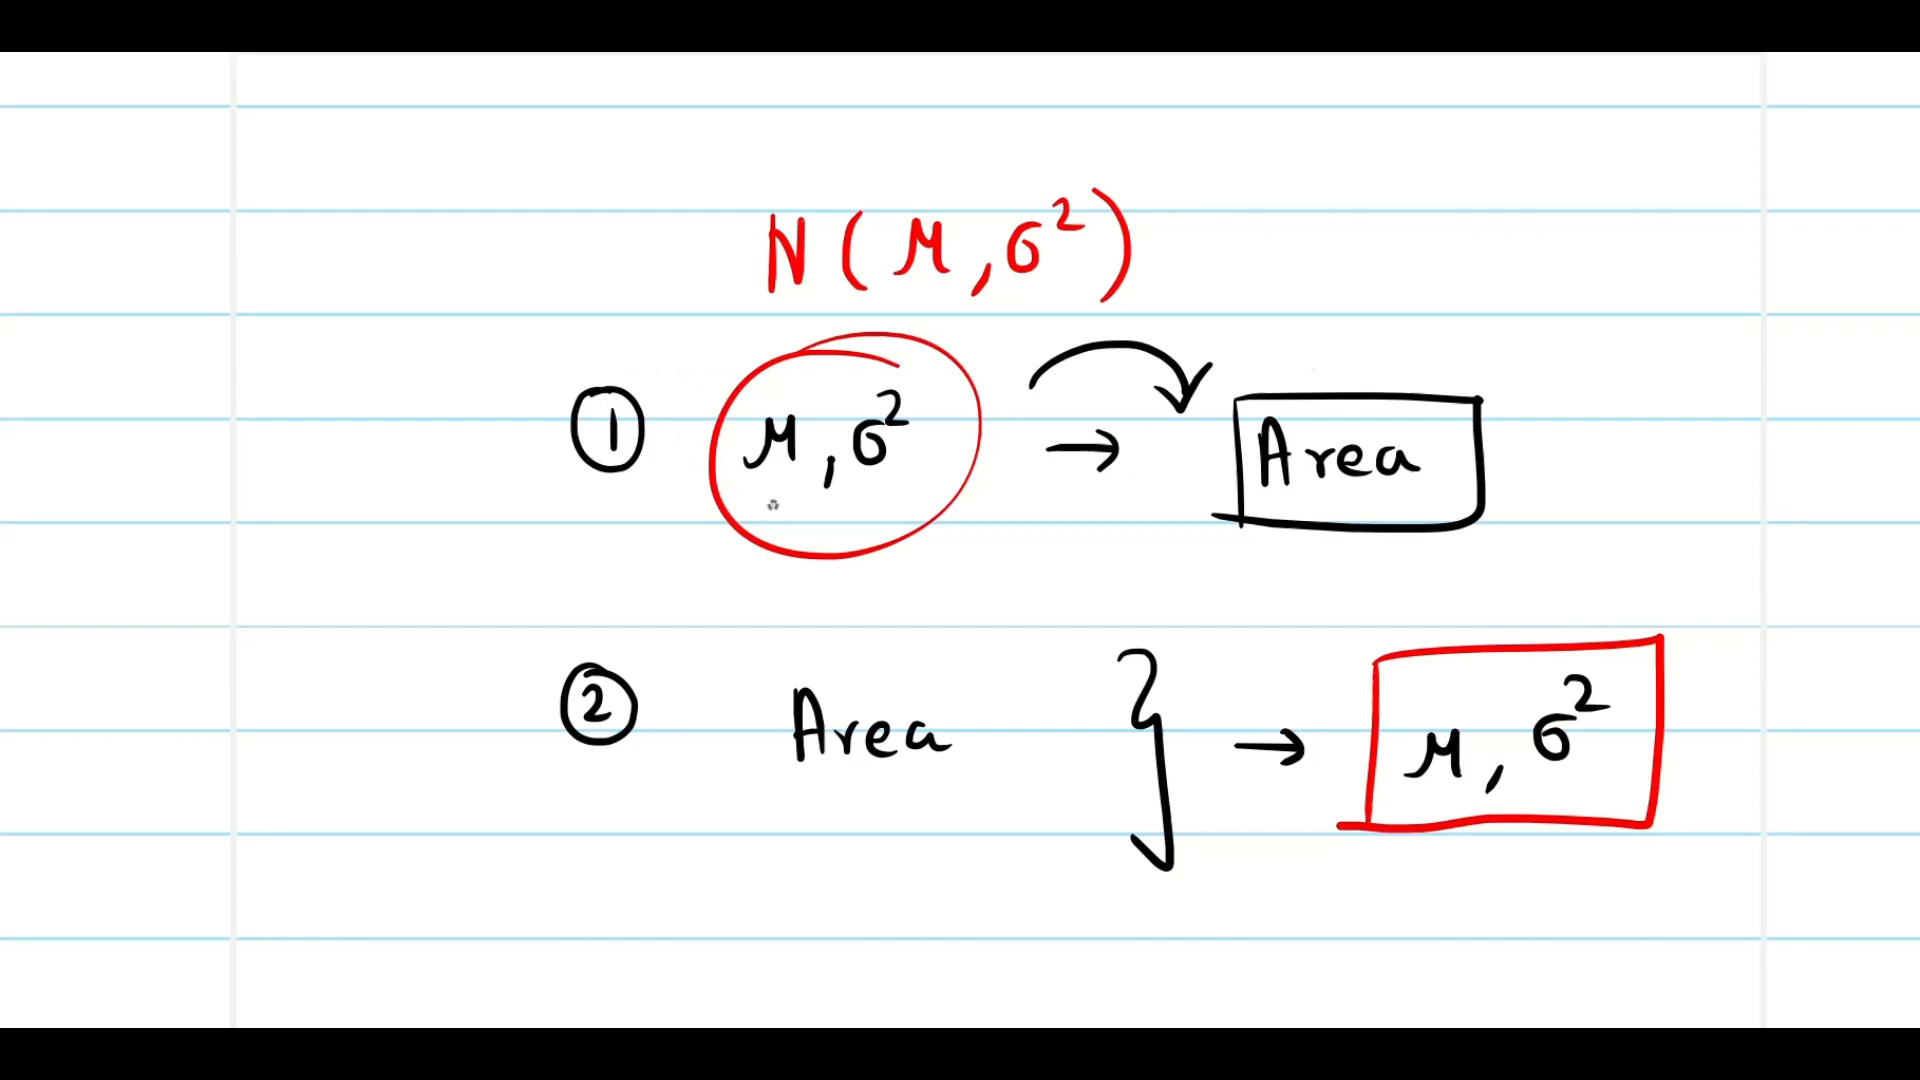 N(μ,σ²)
① μ,σ² → Area
② Area } → μ,σ²